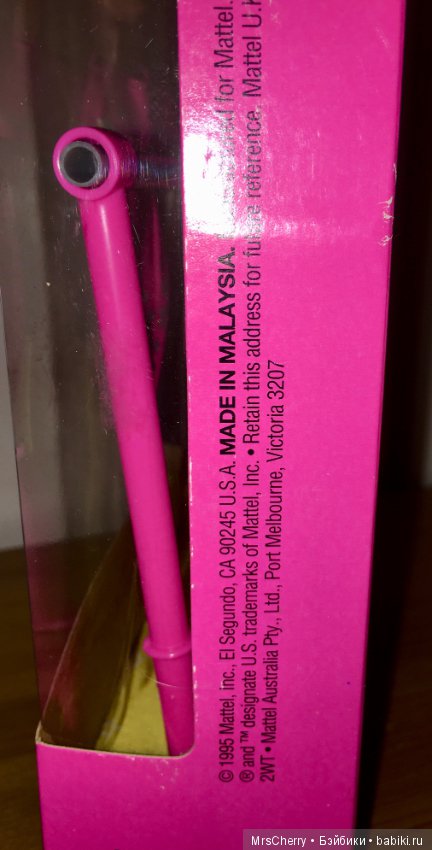 © 1995 Mattel, Inc., El Segundo, CA 90245 U.S.A. MADE IN MALAYSIA. for Mattel.
® and ™ designate U.S. trademarks of Mattel, Inc. • Retain this address for future reference. Mattel U.K
2WT • Mattel Australia Pty., Ltd., Port Melbourne, Victoria 3207
MrsCherry • Бэйбики • babiki.ru